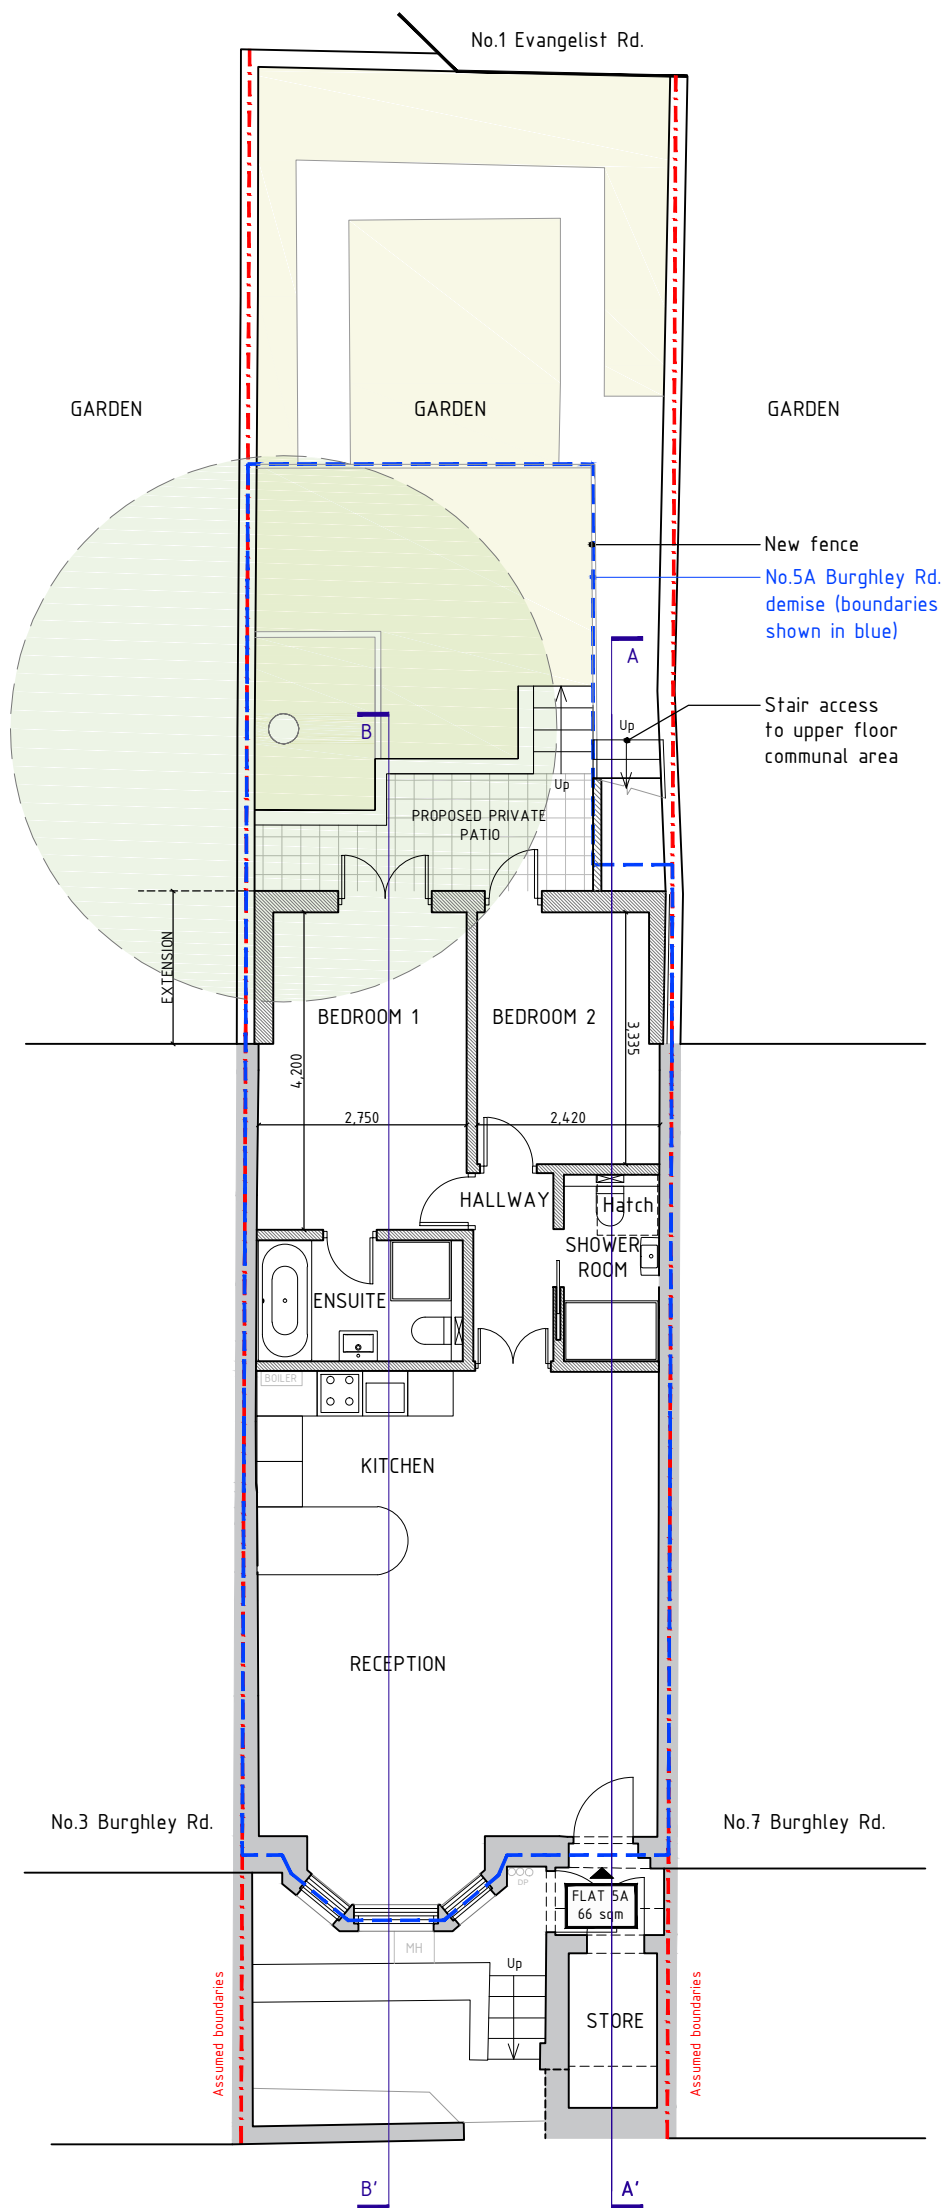 No.1 Evangelist Rd.
GARDEN
GARDEN
GARDEN
New fence
No.5A Burghley Rd.
demise (boundaries
shown in blue)
A
Stair access
to upper floor
communal area
Up
B
Up
PROPOSED PRIVATE
PATIO
EXTENSION
BEDROOM 1
BEDROOM 2
3,335
4,200
2,750
2,420
HALLWAY
Hatch
SHOWER
ROOM
ENSUITE
BOILER
KITCHEN
RECEPTION
No.3 Burghley Rd.
No.7 Burghley Rd.
DP
FLAT 5A
66 sqm
MH
Up
STORE
Assumed boundaries
Assumed boundaries
B'
A'